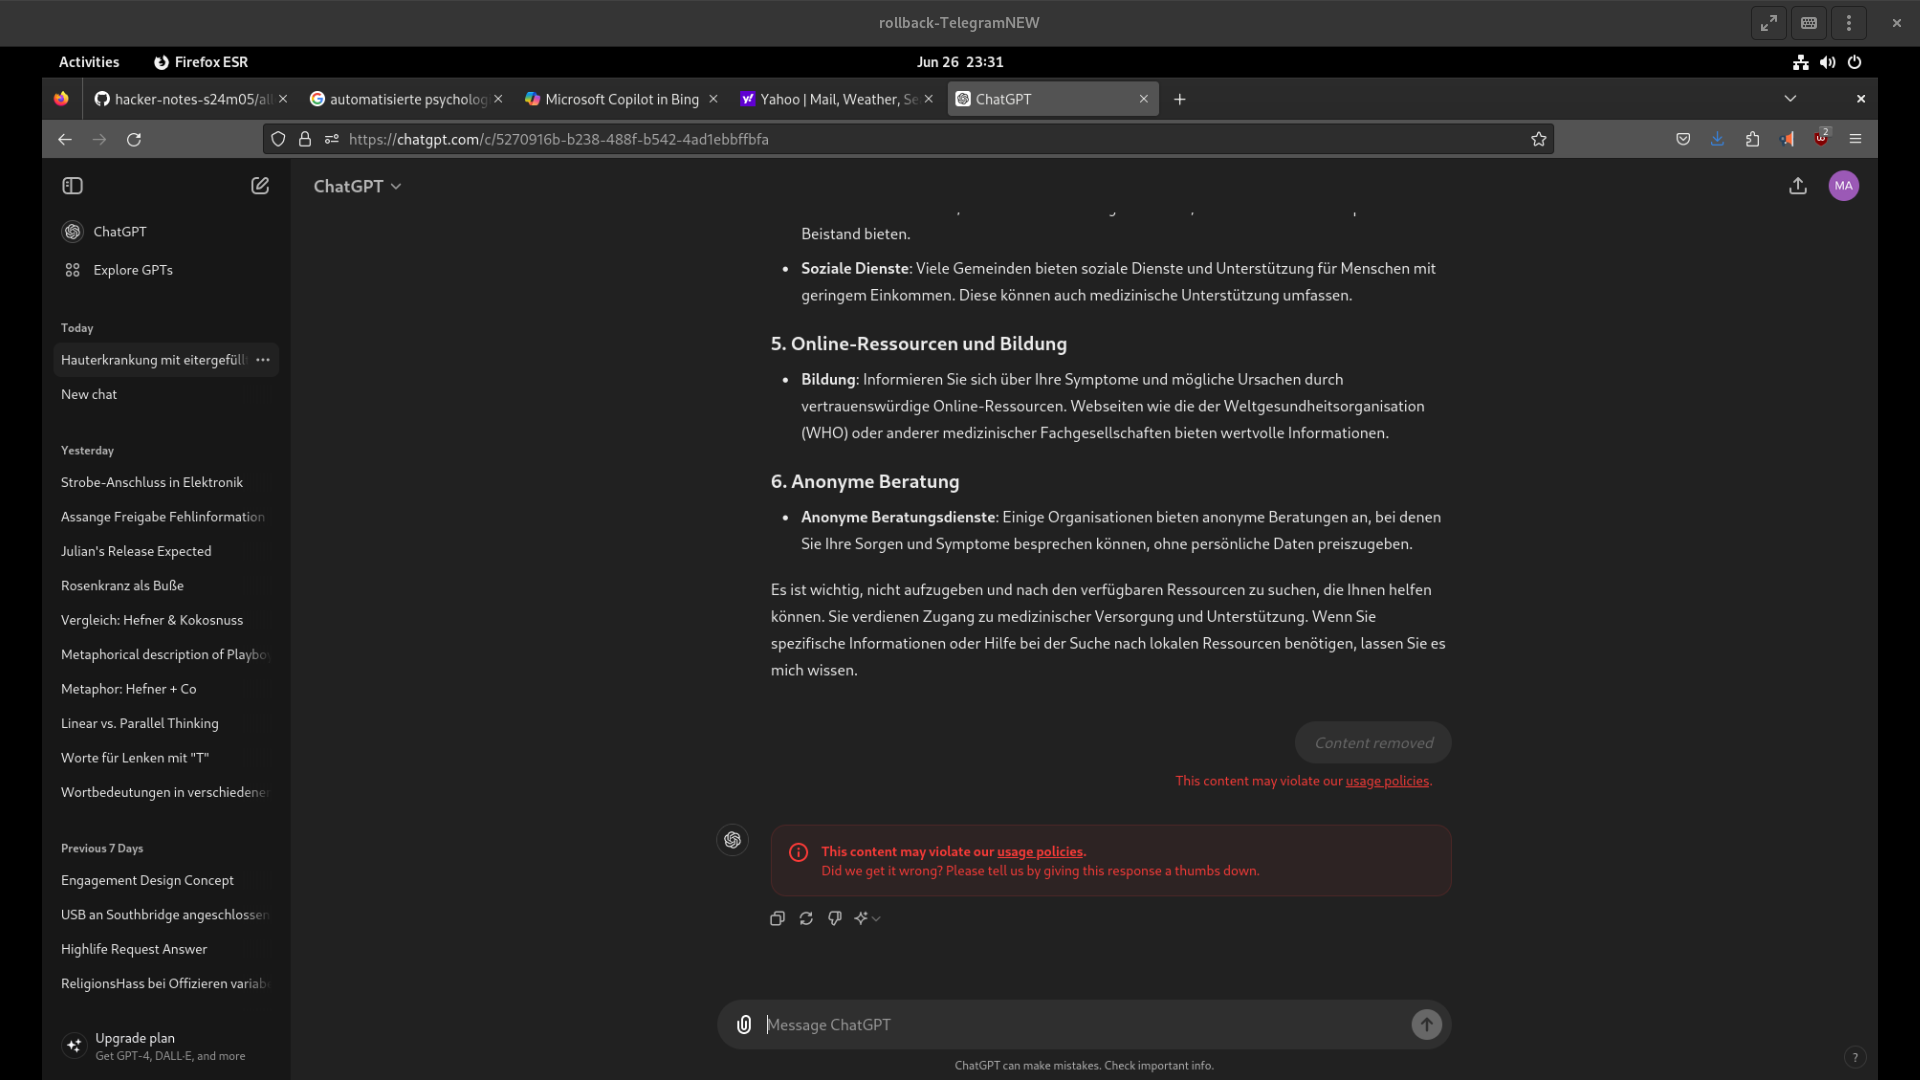 rollback-TelegramNEW
Activities
Firefox ESR
Jun 26 23:31
hacker-notes-s24m05/all
automatisierte psycholog
Microsoft Copilot in Bing
Yahoo | Mail, Weather, Se
ChatGPT
https://chatgpt.com/c/5270916b-b238-488f-b542-4ad1ebbffbfa
2
ChatGPT
MA
ChatGPT
Explore GPTs
Today
Hauterkrankung mit eitergefüll
New chat
Yesterday
Strobe-Anschluss in Elektronik
Assange Freigabe Fehlinformation
Julian's Release Expected
Rosenkranz als Buße
Vergleich: Hefner & Kokosnuss
Metaphorical description of Playboy
Metaphor: Hefner + Co
Linear vs. Parallel Thinking
Worte für Lenken mit "T"
Wortbedeutungen in verschiedenen
Previous 7 Days
Engagement Design Concept
USB an Southbridge angeschlossen
Highlife Request Answer
ReligionsHass bei Offizieren variab
Upgrade plan
Get GPT-4, DALL·E, and more
Beistand bieten.
• Soziale Dienste: Viele Gemeinden bieten soziale Dienste und Unterstützung für Menschen mit
geringem Einkommen. Diese können auch medizinische Unterstützung umfassen.
5. Online-Ressourcen und Bildung
• Bildung: Informieren Sie sich über Ihre Symptome und mögliche Ursachen durch
vertrauenswürdige Online-Ressourcen. Webseiten wie die der Weltgesundheitsorganisation
(WHO) oder anderer medizinischer Fachgesellschaften bieten wertvolle Informationen.
6. Anonyme Beratung
• Anonyme Beratungsdienste: Einige Organisationen bieten anonyme Beratungen an, bei denen
Sie Ihre Sorgen und Symptome besprechen können, ohne persönliche Daten preiszugeben.
Es ist wichtig, nicht aufzugeben und nach den verfügbaren Ressourcen zu suchen, die Ihnen helfen
können. Sie verdienen Zugang zu medizinischer Versorgung und Unterstützung. Wenn Sie
spezifische Informationen oder Hilfe bei der Suche nach lokalen Ressourcen benötigen, lassen Sie es
mich wissen.
Content removed
This content may violate our usage policies.
This content may violate our usage policies.
Did we get it wrong? Please tell us by giving this response a thumbs down.
Message ChatGPT
ChatGPT can make mistakes. Check important info.
?